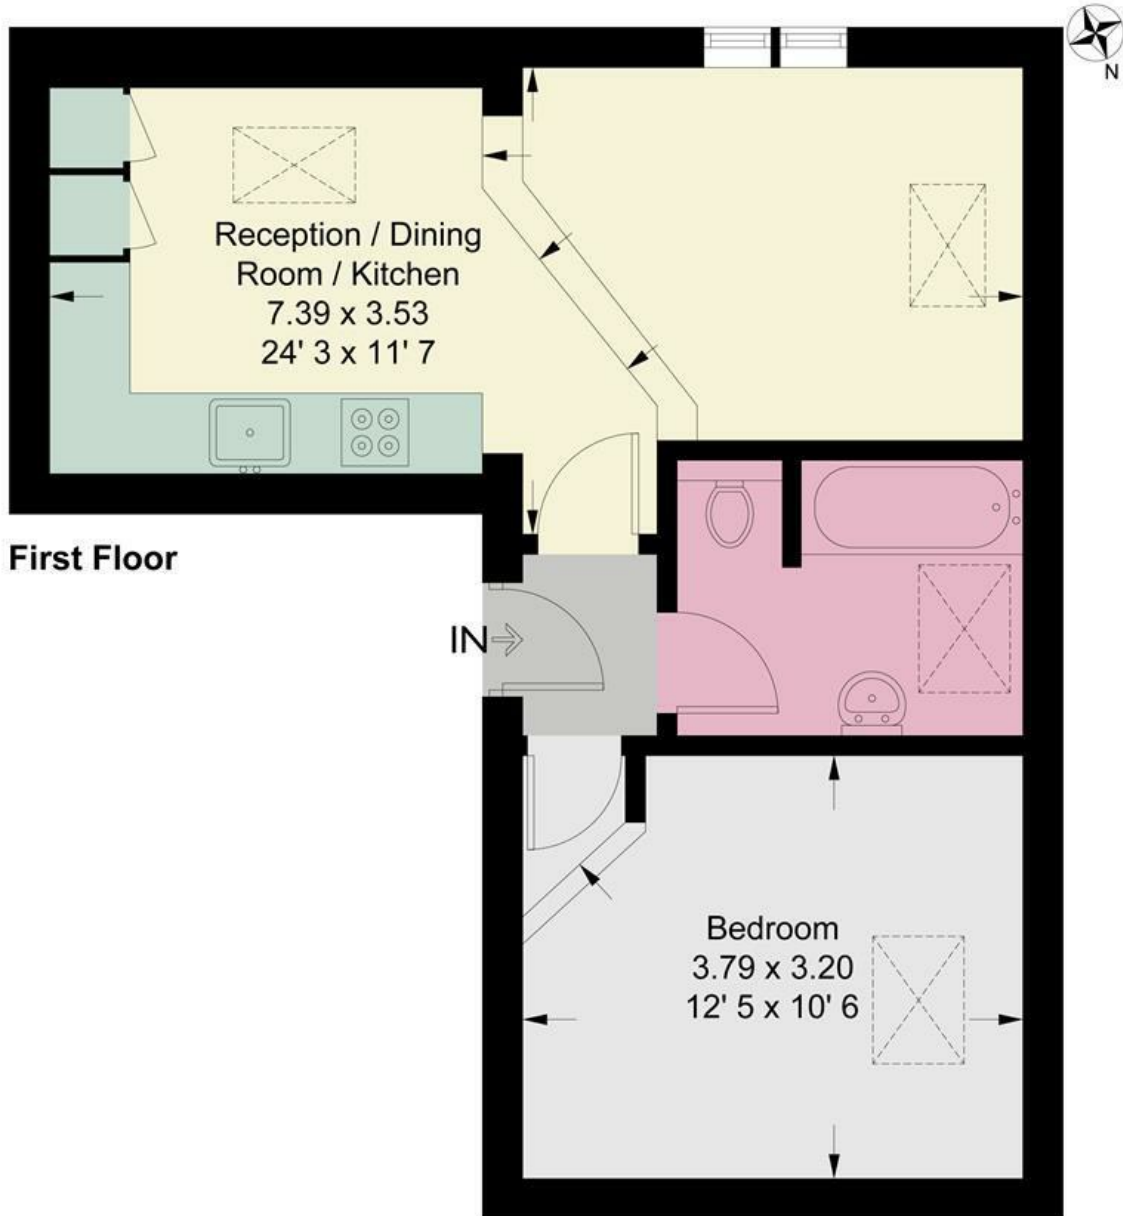 N
Reception / Dining
Room / Kitchen
7.39 x 3.53
24' 3 x 11' 7
First Floor
IN
Bedroom
3.79 x 3.20
12' 5 x 10' 6